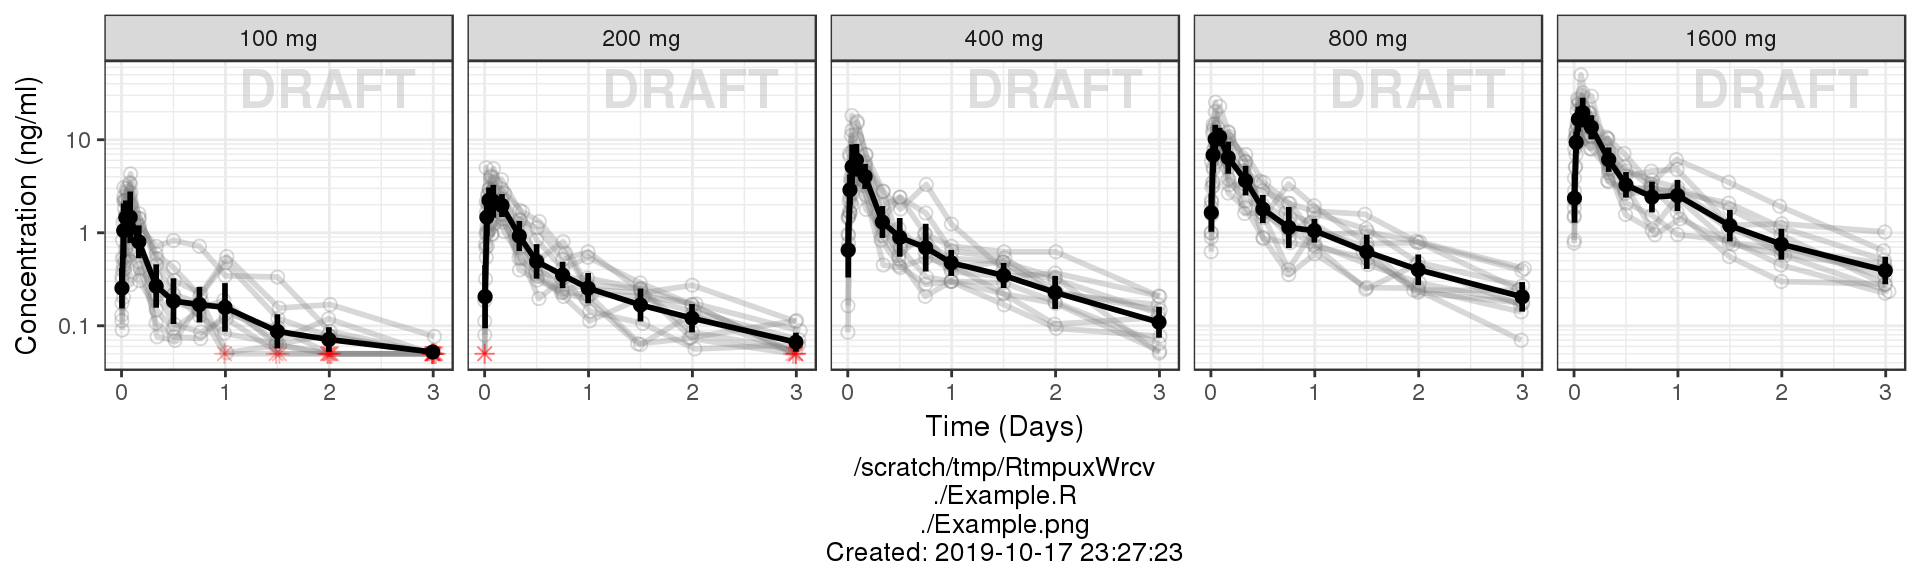 100 mg 200 mg 400 mg 800 mg 1600 mg
DRAFT DRAFT DRAFT DRAFT DRAFT
Concentration (ng/ml)
10
1
0.1
0 1 2 3 0 1 2 3 0 1 2 3 0 1 2 3 0 1 2 3
Time (Days)
/scratch/tmp/RtmpuxWrcv
./Example.R
./Example.png
Created: 2019-10-17 23:27:23